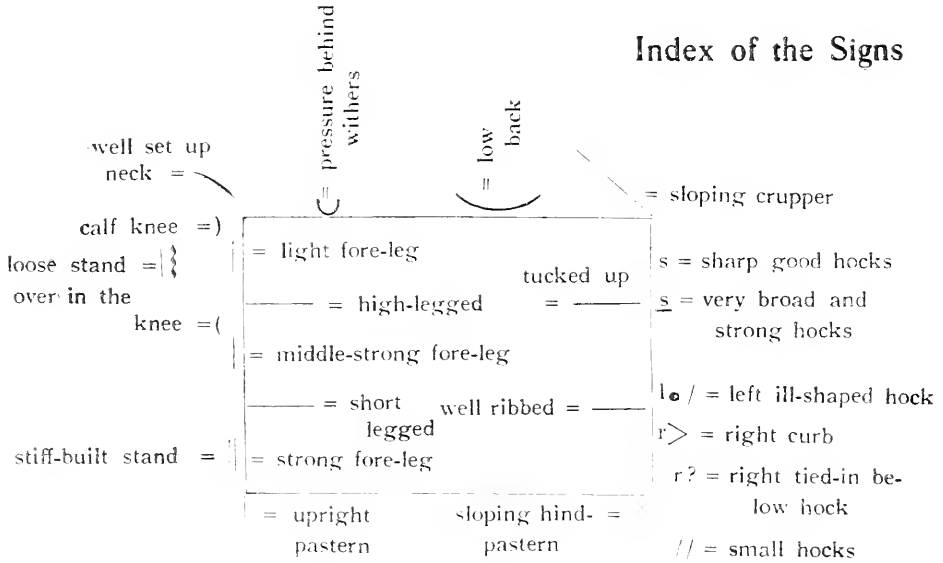 Index of the Signs
= pressure behind
withers
= low
back
well set up
neck =
= sloping crupper
calf knee =)
= light fore-leg
loose stand =
over in the
knee =(
tucked up
=
s = sharp good hocks
= high-legged
s = very broad and
strong hocks
= middle-strong fore-leg
= short
legged
well ribbed =
l / = left ill-shaped hock
r> = right curb
stiff-built stand =
= strong fore-leg
r? = right tied-in be-
low hock
= upright
pastern
sloping hind- =
pastern
// = small hocks